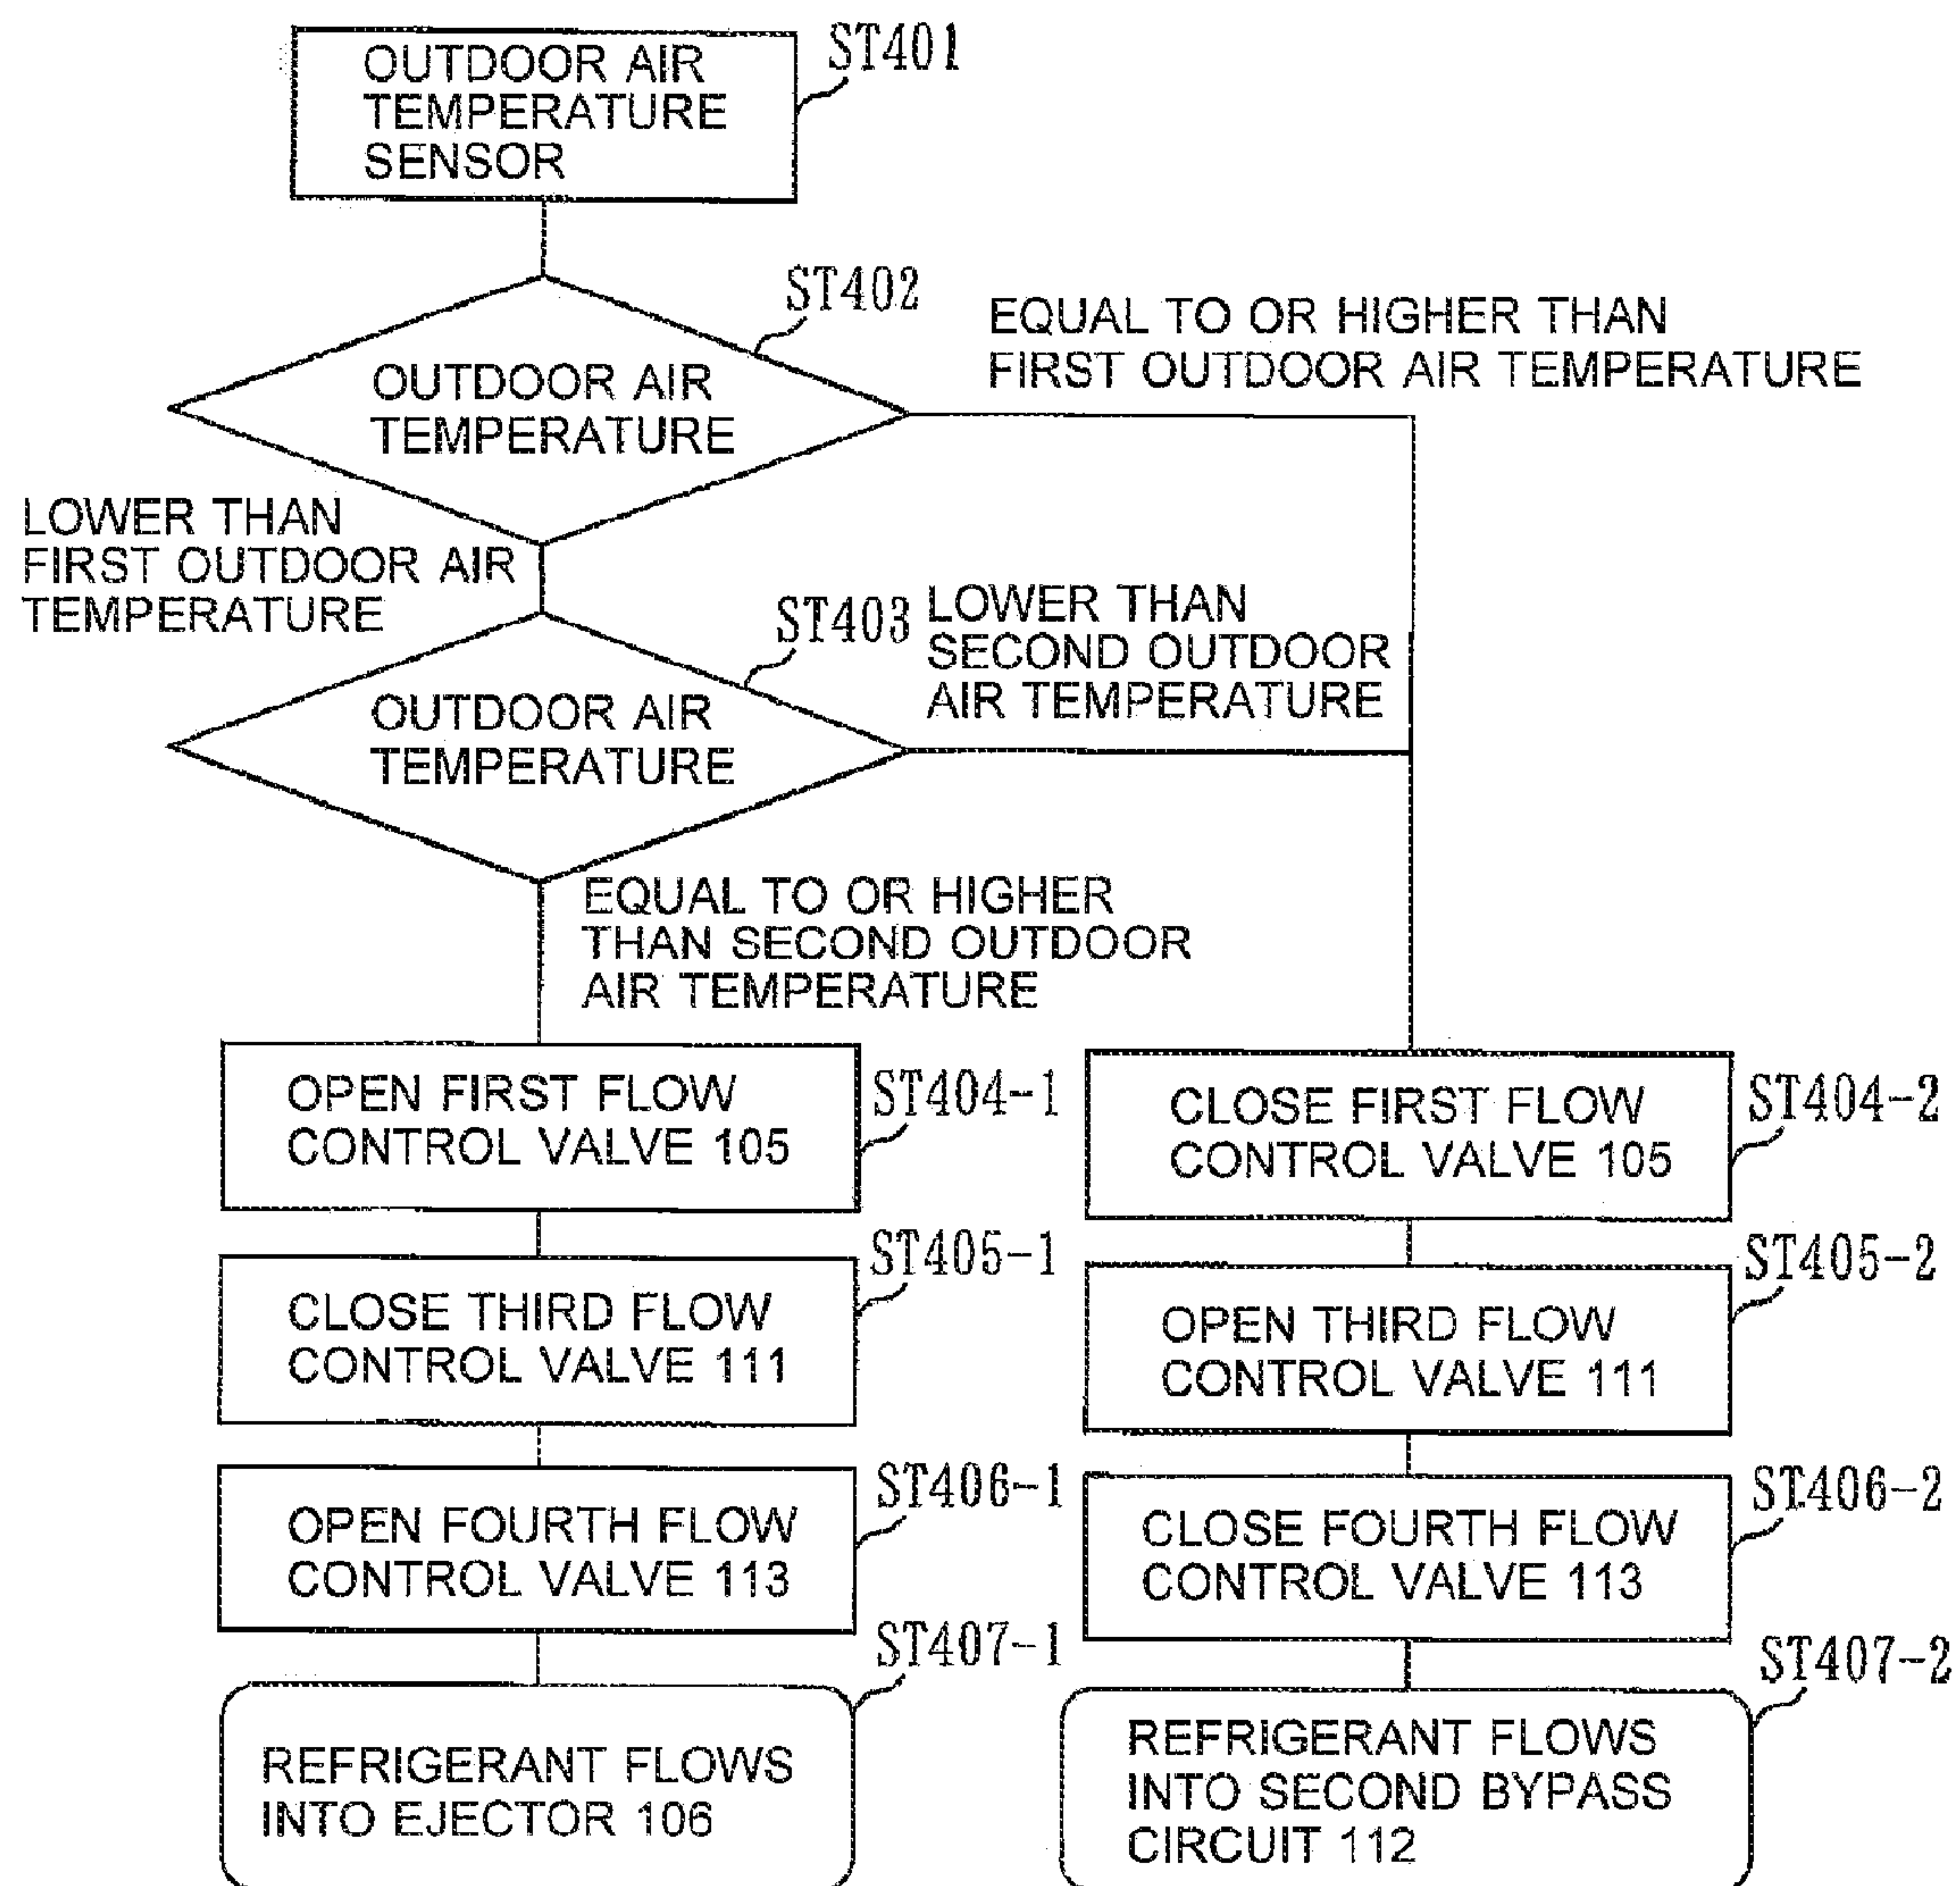 OUTDOOR AIR
TEMPERATURE
SENSOR
ST401
ST402
OUTDOOR AIR
TEMPERATURE
EQUAL TO OR HIGHER THAN
FIRST OUTDOOR AIR TEMPERATURE
LOWER THAN
FIRST OUTDOOR AIR
TEMPERATURE
ST403
OUTDOOR AIR
TEMPERATURE
LOWER THAN
SECOND OUTDOOR
AIR TEMPERATURE
EQUAL TO OR HIGHER
THAN SECOND OUTDOOR
AIR TEMPERATURE
OPEN FIRST FLOW
CONTROL VALVE 105
ST404-1
CLOSE FIRST FLOW
CONTROL VALVE 105
ST404-2
CLOSE THIRD FLOW
CONTROL VALVE 111
ST405-1
OPEN THIRD FLOW
CONTROL VALVE 111
ST405-2
OPEN FOURTH FLOW
CONTROL VALVE 113
ST406-1
CLOSE FOURTH FLOW
CONTROL VALVE 113
ST406-2
REFRIGERANT FLOWS
INTO EJECTOR 106
ST407-1
REFRIGERANT FLOWS
INTO SECOND BYPASS
CIRCUIT 112
ST407-2